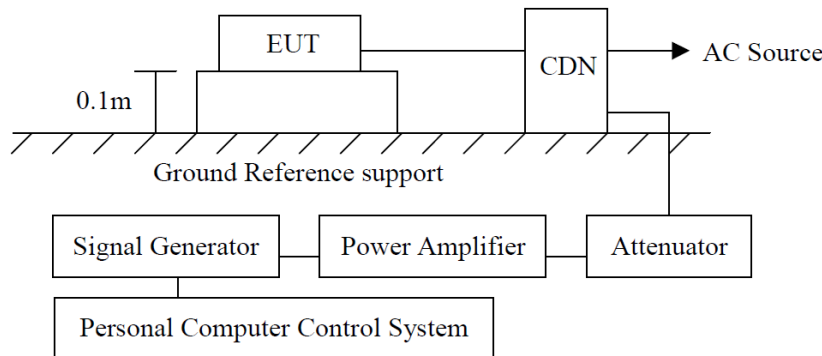 EUT
CDN
AC Source
0.1m
Ground Reference support
Signal Generator
Power Amplifier
Attenuator
Personal Computer Control System